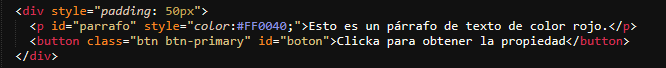 <div style="padding: 50px">
<p id="parrafo" style="color:#FF0040;">Esto es un párrafo de texto de color rojo.</p>
<button class="btn btn-primary" id="boton">Clicka para obtener la propiedad</button>
</div>